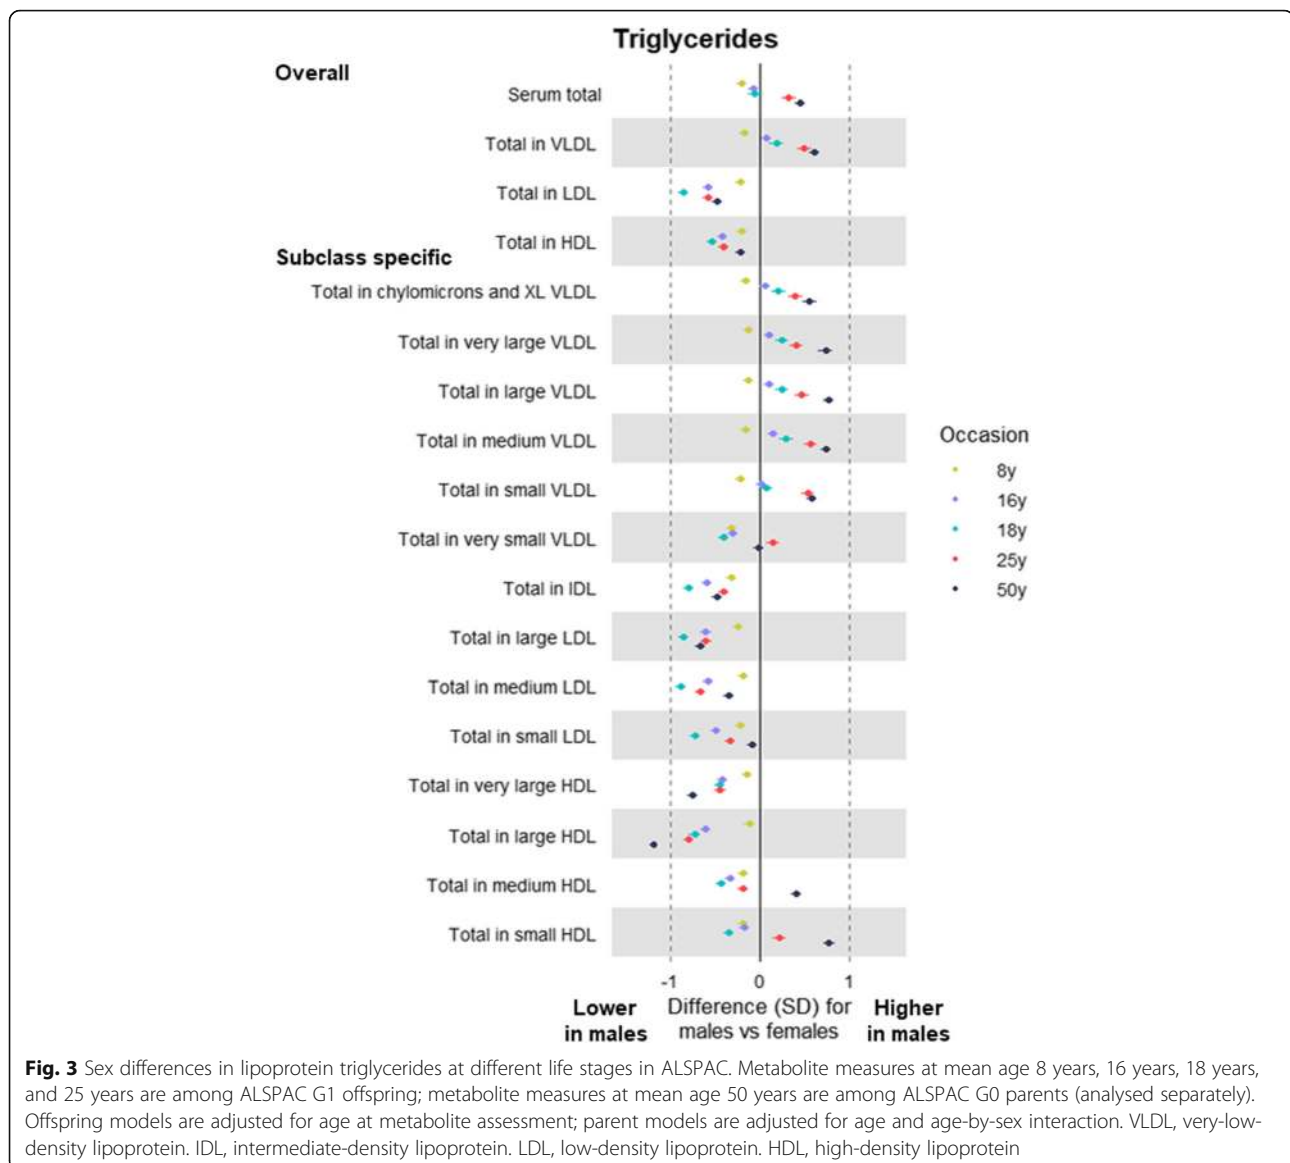 Triglycerides
Overall
Serum total
Total in VLDL
Total in LDL
Total in HDL
Subclass specific
Total in chylomicrons and XL VLDL
Total in very large VLDL
Total in large VLDL
Total in medium VLDL
Total in small VLDL
Total in very small VLDL
Total in IDL
Total in large LDL
Total in medium LDL
Total in small LDL
Total in very large HDL
Total in large HDL
Total in medium HDL
Total in small HDL
Occasion
8y
16y
18y
25y
50y
-1 0 1
Lower in males
Difference (SD) for males vs females
Higher in males
Fig. 3 Sex differences in lipoprotein triglycerides at different life stages in ALSPAC. Metabolite measures at mean age 8 years, 16 years, 18 years,
and 25 years are among ALSPAC G1 offspring; metabolite measures at mean age 50 years are among ALSPAC G0 parents (analysed separately).
Offspring models are adjusted for age at metabolite assessment; parent models are adjusted for age and age-by-sex interaction. VLDL, very-low-
density lipoprotein. IDL, intermediate-density lipoprotein. LDL, low-density lipoprotein. HDL, high-density lipoprotein